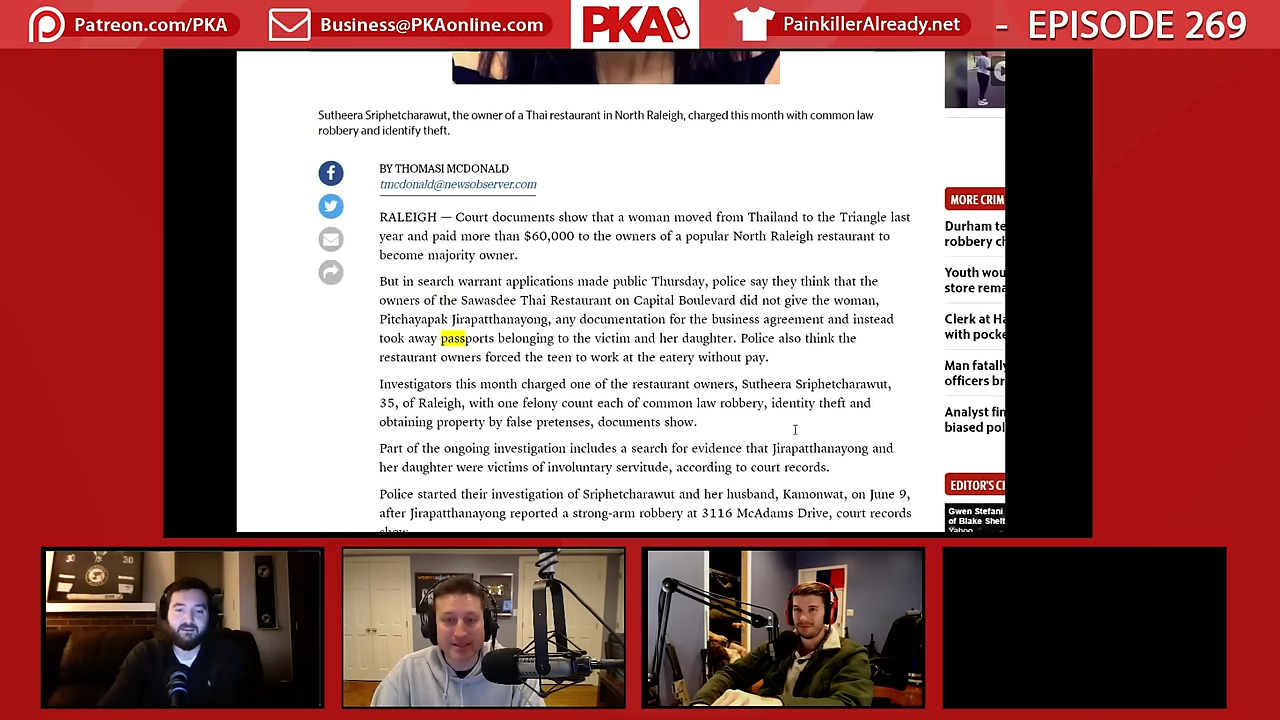 Patreon.com/PKA
Business@PKAonline.com
PKA
PainkillerAlready.net
- EPISODE 269
Sutheera Sriphetcharawut, the owner of a Thai restaurant in North Raleigh, charged this month with common law
robbery and identify theft.
BY THOMASI MCDONALD
tmcdonald@newsobserver.com
RALEIGH — Court documents show that a woman moved from Thailand to the Triangle last
year and paid more than $60,000 to the owners of a popular North Raleigh restaurant to
become majority owner.
But in search warrant applications made public Thursday, police say they think that the
owners of the Sawasdee Thai Restaurant on Capital Boulevard did not give the woman,
Pitchayapak Jirapatthanayong, any documentation for the business agreement and instead
took away passports belonging to the victim and her daughter. Police also think the
restaurant owners forced the teen to work at the eatery without pay.
Investigators this month charged one of the restaurant owners, Sutheera Sriphetcharawut,
35, of Raleigh, with one felony count each of common law robbery, identity theft and
obtaining property by false pretenses, documents show.
Part of the ongoing investigation includes a search for evidence that Jirapatthanayong and
her daughter were victims of involuntary servitude, according to court records.
Police started their investigation of Sriphetcharawut and her husband, Kamonwat, on June 9,
after Jirapatthanayong reported a strong-arm robbery at 3116 McAdams Drive, court records
show.
MORE CRIM
Durham te
robbery ch
Youth wou
store rema
Clerk at Ha
with pocke
Man fatally
officers br
Analyst fin
biased pol
EDITOR'S CH
Gwen Stefani
of Blake Shelt
Yahoo
30